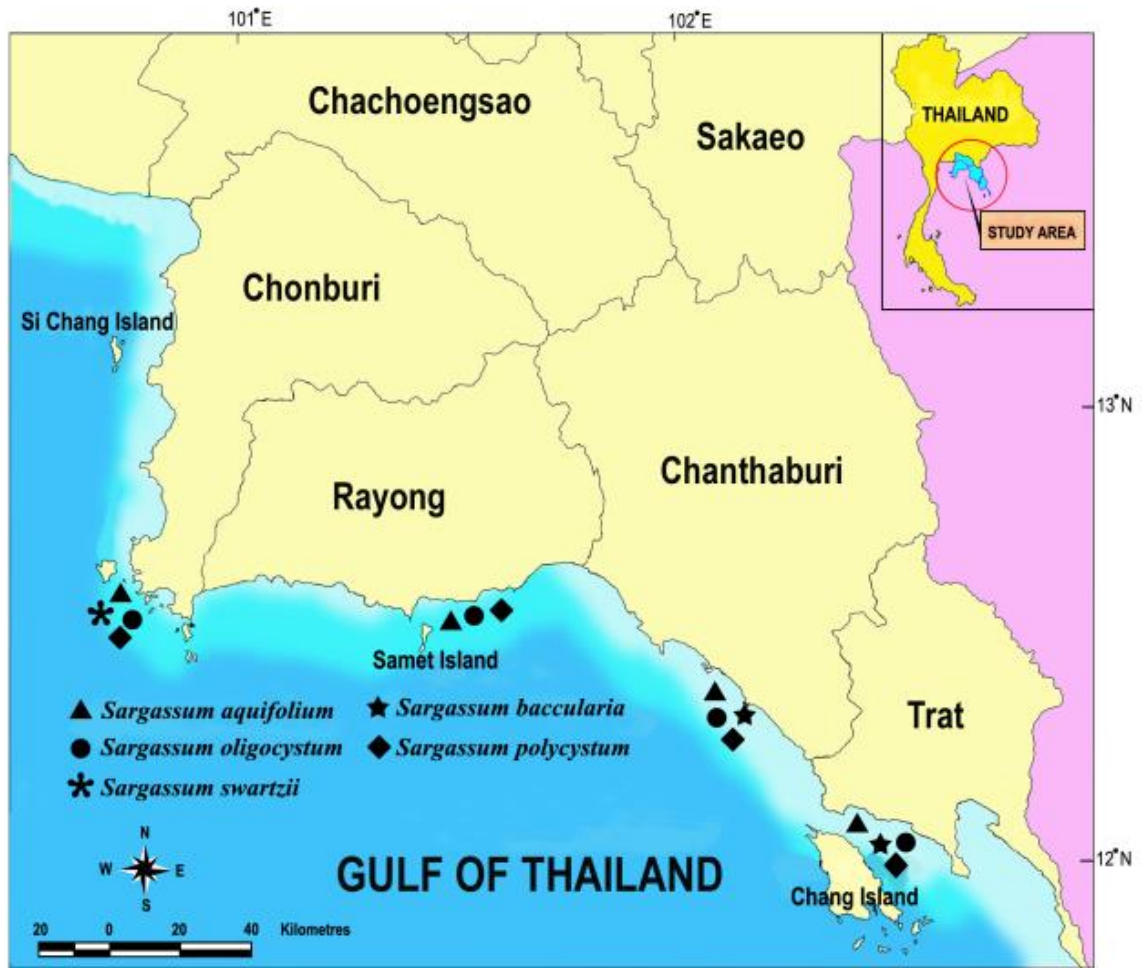 101°E
102°E
Chachoengsao
Sakaeo
THAILAND
STUDY AREA
Chonburi
Si Chang Island
13°N
Chanthaburi
Rayong
Samet Island
Sargassum aquifolium
Sargassum baccularia
Trat
Sargassum oligocystum
Sargassum polycystum
Sargassum swartzii
N
W E
S
GULF OF THAILAND
12°N
Chang Island
20 0 20 40 Kilometres